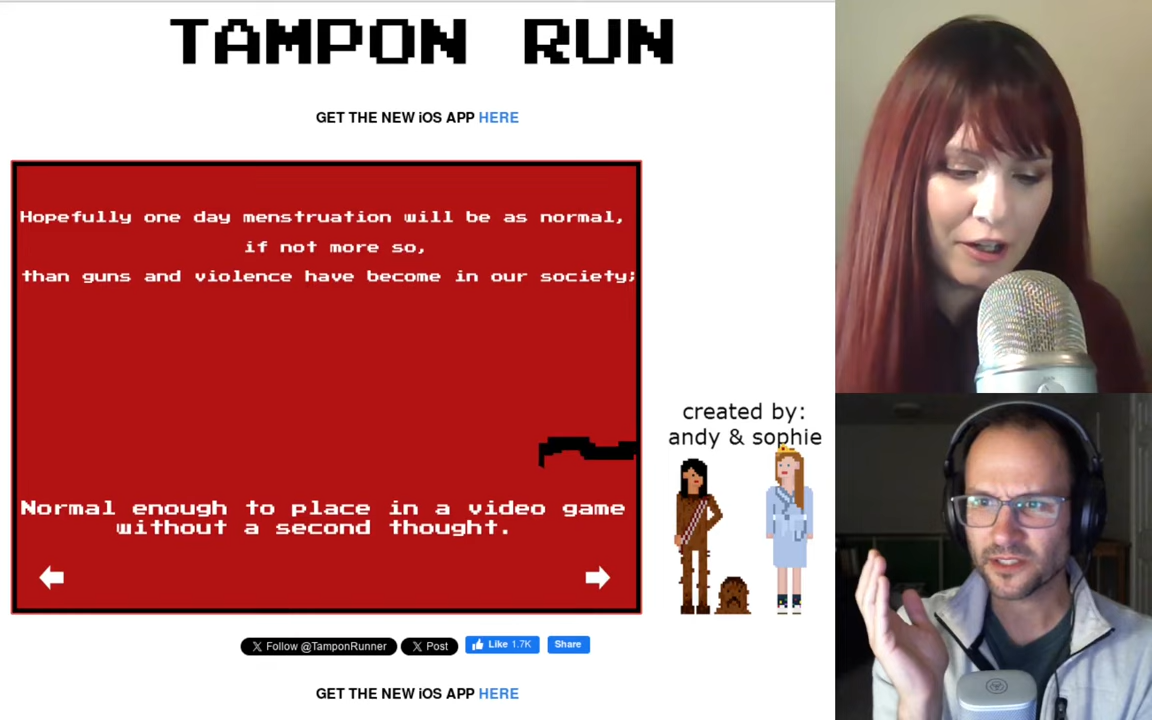 TAMPON RUN
GET THE NEW iOS APP HERE
Hopefully one day menstruation will be as normal,
if not more so,
than guns and violence have become in our society;
created by:
andy & sophie
Normal enough to place in a video game
without a second thought.
Follow @TamponRunner
Post
Like 1.7K
Share
GET THE NEW iOS APP HERE